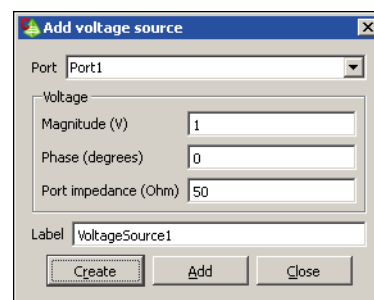 Add voltage source
Port Port1
Voltage
Magnitude (V) 1
Phase (degrees) 0
Port impedance (Ohm) 50
Label VoltageSource1
Create Add Close